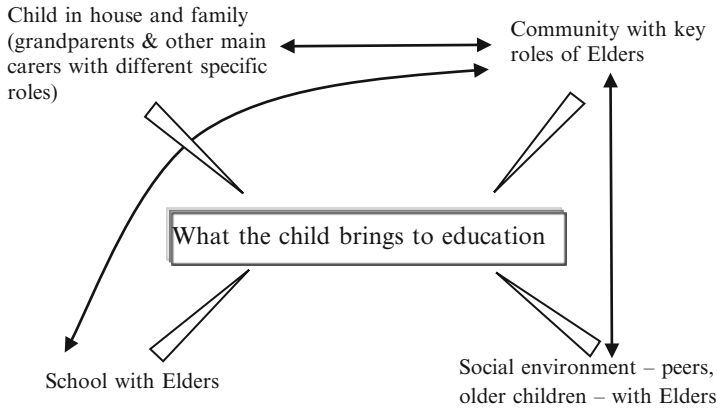 Child in house and family
(grandparents & other main
carers with different specific
roles)
Community with key
roles of Elders
What the child brings to education
School with Elders
Social environment – peers,
older children – with Elders